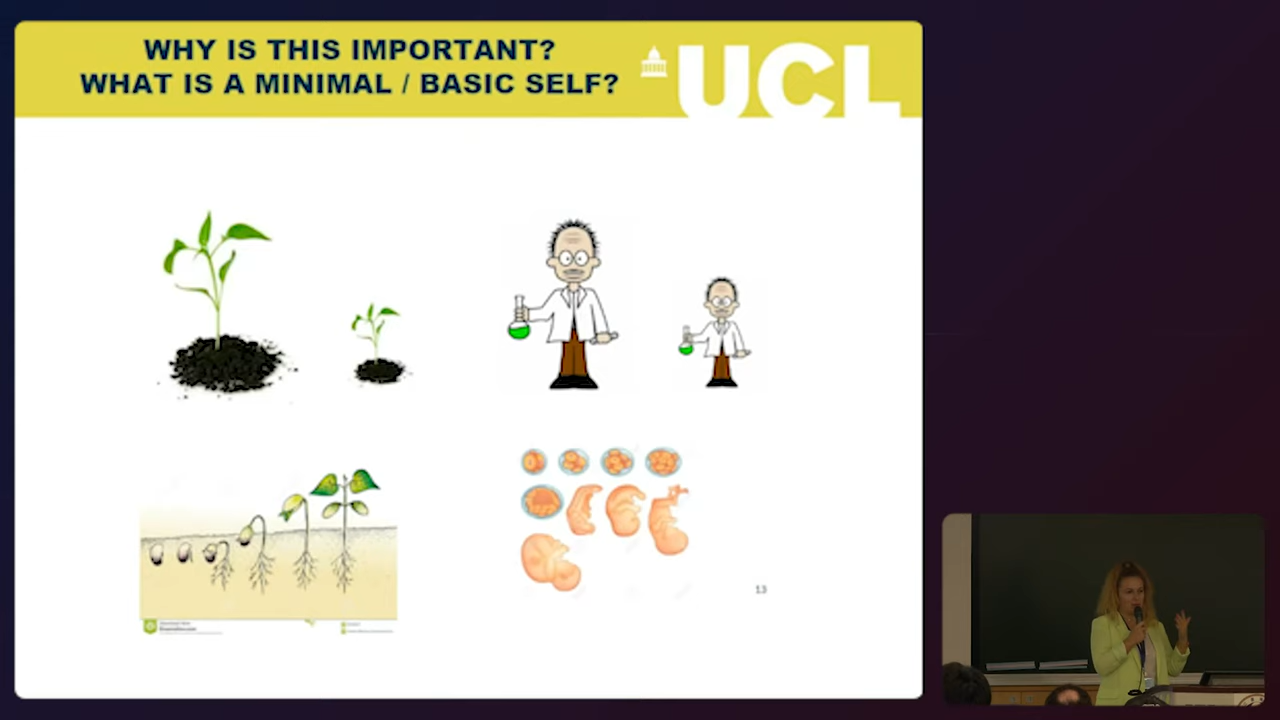 WHY IS THIS IMPORTANT?
WHAT IS A MINIMAL / BASIC SELF?
UCL
13